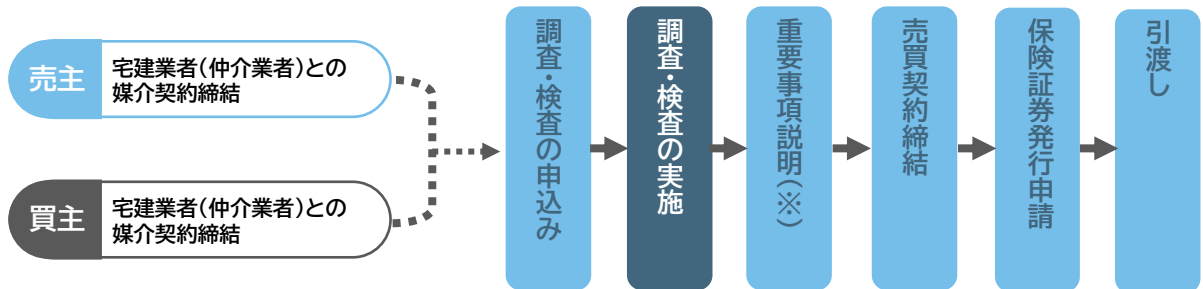 売主
宅建業者(仲介業者)との
媒介契約締結
買主
宅建業者(仲介業者)との
媒介契約締結
調査・検査の申込み
調査・検査の実施
重要事項説明(※)
売買契約締結
保険証券発行申請
引渡し